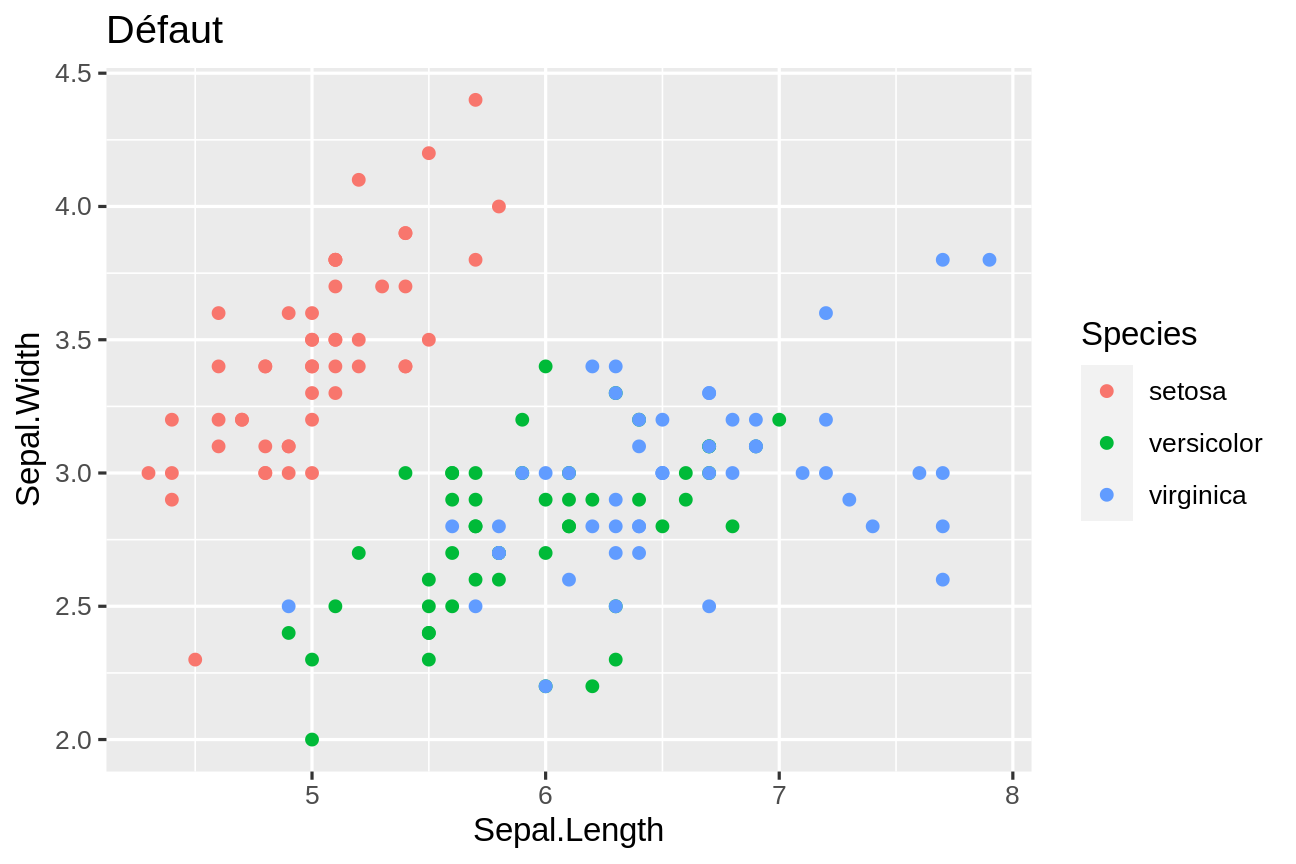 Défaut
4.5
4.0
3.5
3.0
2.5
2.0
Sepal.Width
5 6 7 8
Sepal.Length
Species
setosa
versicolor
virginica